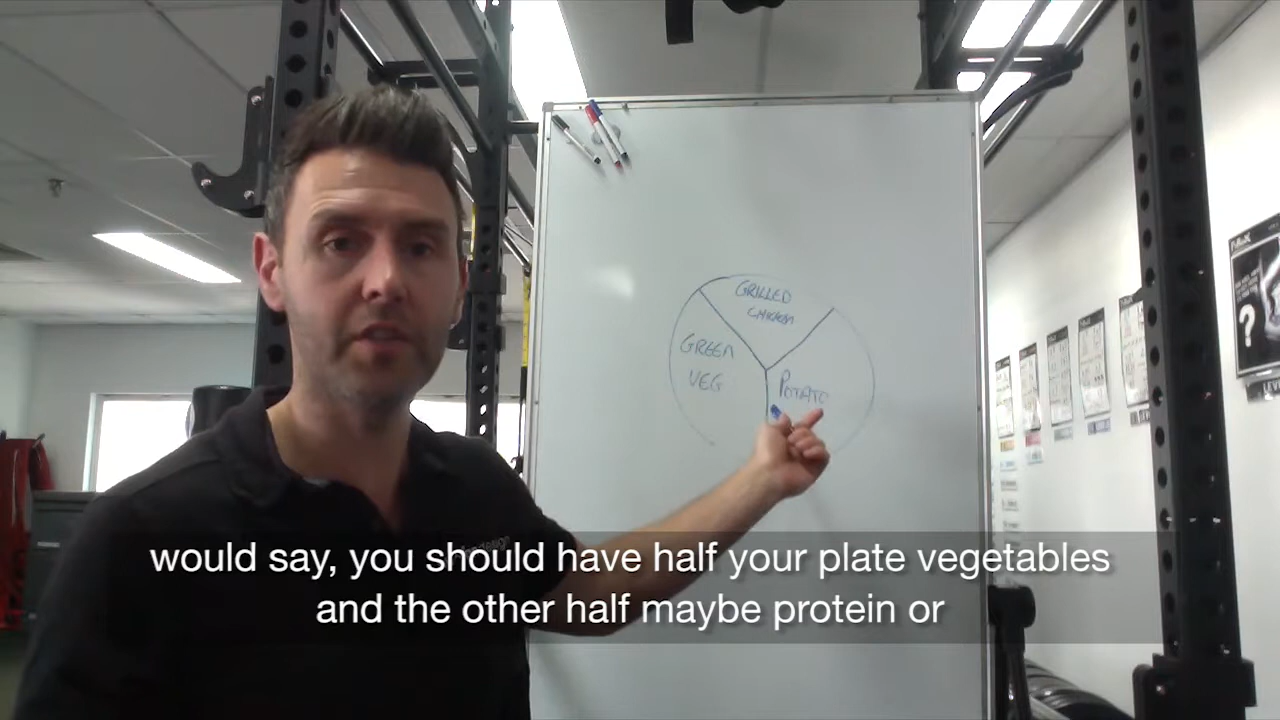 GRILLED
CHICKEN
GREEN
VEG
POTATO
would say, you should have half your plate vegetables
and the other half maybe protein or
?